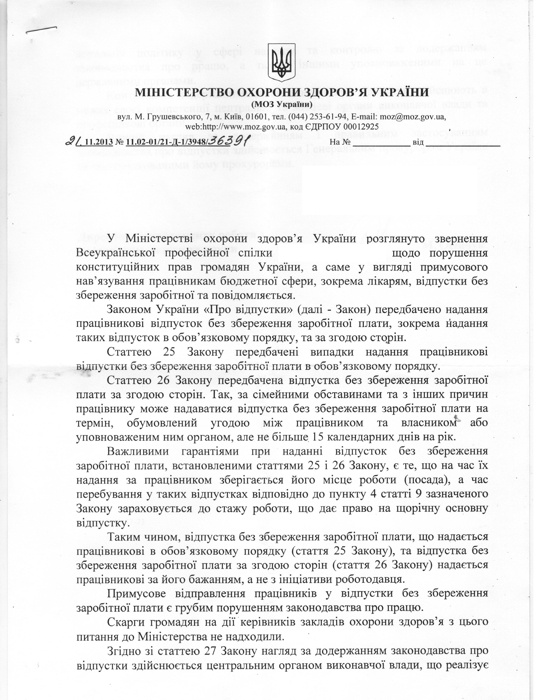 МІНІСТЕРСТВО ОХОРОНИ ЗДОРОВ’Я УКРАЇНИ
(МОЗ України)
вул. М. Грушевського, 7, м. Київ, 01601, тел. (044) 253-61-94, E-mail: moz@moz.gov.ua,
web:http://www.moz.gov.ua, код ЄДРПОУ 00012925
21.11.2013 № 11.02-01/21-Д-1/3948/36391 На № від
У Міністерстві охорони здоров’я України розглянуто звернення
Всеукраїнської професійної спілки щодо порушення
конституційних прав громадян України, а саме у вигляді примусового
нав’язування працівникам бюджетної сфери, зокрема лікарям, відпустки без
збереження заробітної та повідомляється.
Законом України «Про відпустки» (далі - Закон) передбачено надання
працівникові відпусток без збереження заробітної плати, зокрема надання
таких відпусток в обов’язковому порядку, та за згодою сторін.
Статтею 25 Закону передбачені випадки надання працівникові
відпустки без збереження заробітної плати в обов’язковому порядку.
Статтею 26 Закону передбачена відпустка без збереження заробітної
плати за згодою сторін. Так, за сімейними обставинами та з інших причин
працівнику може надаватися відпустка без збереження заробітної плати на
термін, обумовлений угодою між працівником та власником або
уповноваженим ним органом, але не більше 15 календарних днів на рік.
Важливими гарантіями при наданні відпусток без збереження
заробітної плати, встановленими статтями 25 і 26 Закону, є те, що на час їх
надання за працівником зберігається його місце роботи (посада), а час
перебування у таких відпустках відповідно до пункту 4 статті 9 зазначеного
Закону зараховується до стажу роботи, що дає право на щорічну основну
відпустку.
Таким чином, відпустка без збереження заробітної плати, що надається
працівникові в обов’язковому порядку (стаття 25 Закону), та відпустка без
збереження заробітної плати за згодою сторін (стаття 26 Закону) надається
працівникові за його бажанням, а не з ініціативи роботодавця.
Примусове відправлення працівників у відпустки без збереження
заробітної плати є грубим порушенням законодавства про працю.
Скарги громадян на дії керівників закладів охорони здоров’я з цього
питання до Міністерства не надходили.
Згідно зі статтею 27 Закону нагляд за додержанням законодавства про
відпустки здійснюється центральним органом виконавчої влади, що реалізує